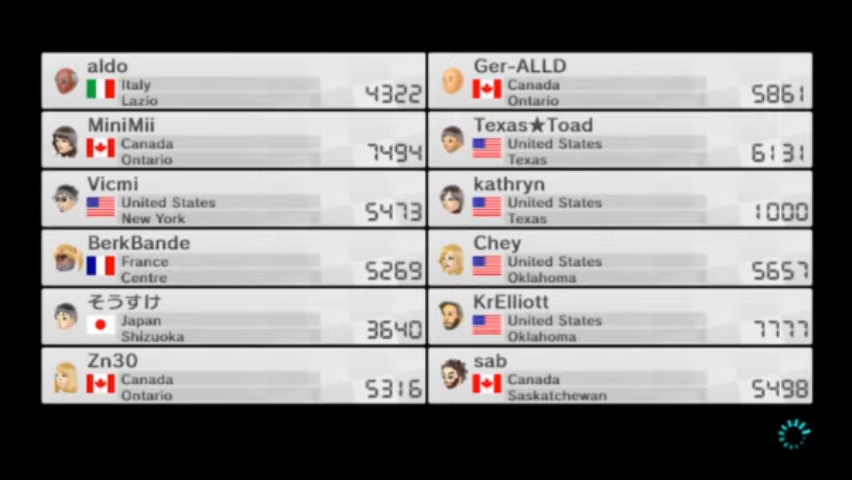 aldo
Italy
Lazio
4322
Ger-ALLD
Canada
Ontario
5861
MiniMii
Canada
Ontario
7494
Texas★Toad
United States
Texas
6131
Vicmi
United States
New York
5473
kathryn
United States
Texas
1000
BerkBande
France
Centre
5269
Chey
United States
Oklahoma
5657
そうすけ
Japan
Shizuoka
3640
KrElliott
United States
Oklahoma
7777
Zn30
Canada
Ontario
5316
sab
Canada
Saskatchewan
5498